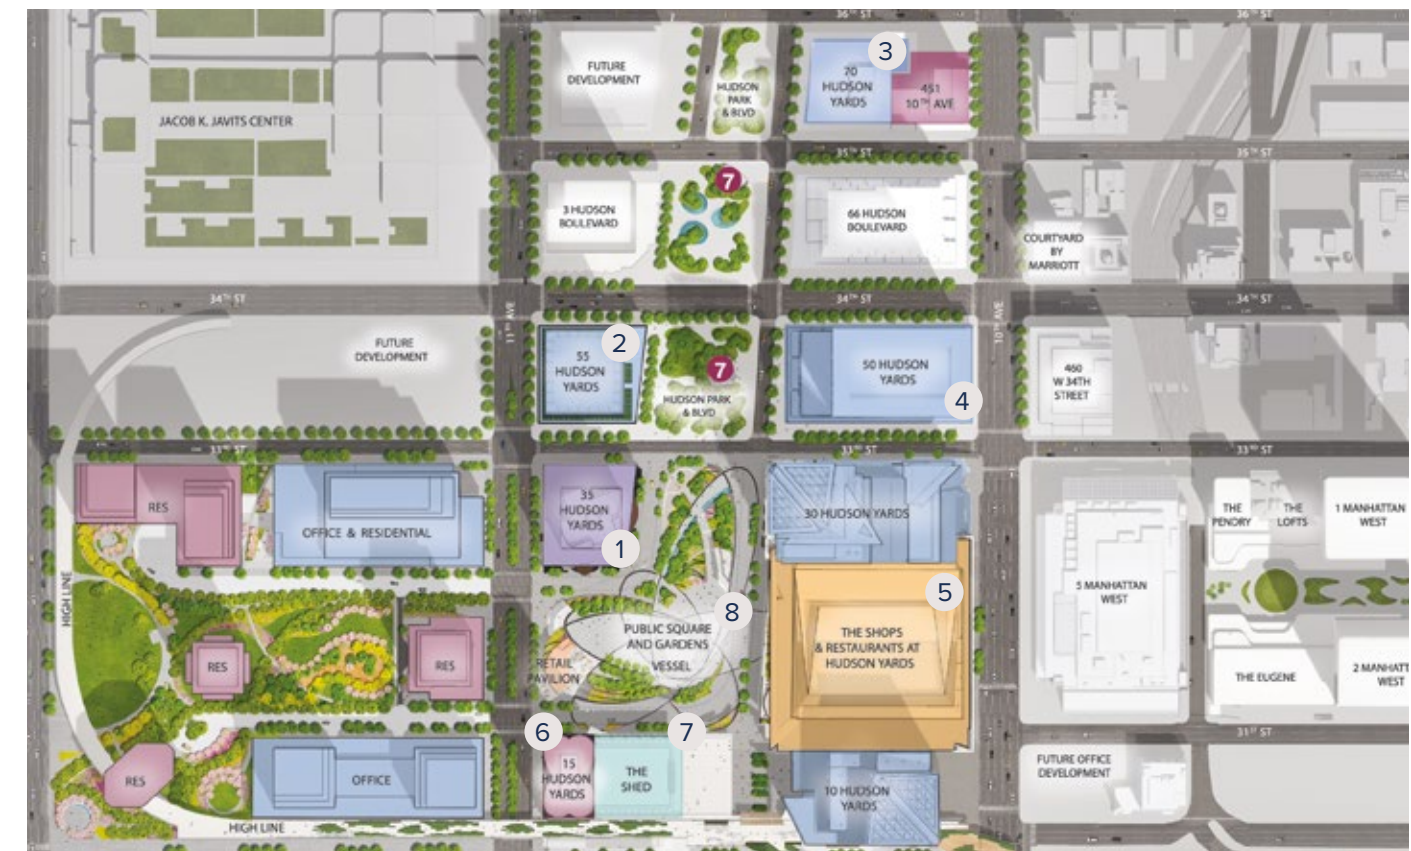 36TH ST
36TH ST
3
FUTURE
DEVELOPMENT
HUDSON
PARK
& BLVD
70
HUDSON
YARDS
451
10TH AVE
JACOB K. JAVITS CENTER
35TH ST
35TH ST
7
3 HUDSON
BOULEVARD
66 HUDSON
BOULEVARD
COURTYARD
BY
MARRIOTT
34TH ST
34TH ST
34TH ST
11TH AVE
10TH AVE
FUTURE
DEVELOPMENT
2
55
HUDSON
YARDS
7
HUDSON PARK
& BLVD
50 HUDSON
YARDS
4
460
W 34TH
STREET
33RD ST
33RD ST
33RD ST
RES
OFFICE & RESIDENTIAL
35
HUDSON
YARDS
1
30 HUDSON YARDS
THE
PENDRY
THE
LOFTS
1 MANHATTAN
WEST
HIGH LINE
5 MANHATTAN
WEST
5
8
PUBLIC SQUARE
AND GARDENS
VESSEL
RETAIL
PAVILION
THE SHOPS
& RESTAURANTS AT
HUDSON YARDS
RES
RES
THE EUGENE
2 MANHATT
WEST
6
7
31ST ST
RES
OFFICE
15
HUDSON
YARDS
THE
SHED
10 HUDSON
YARDS
FUTURE OFFICE
DEVELOPMENT
HIGH LINE